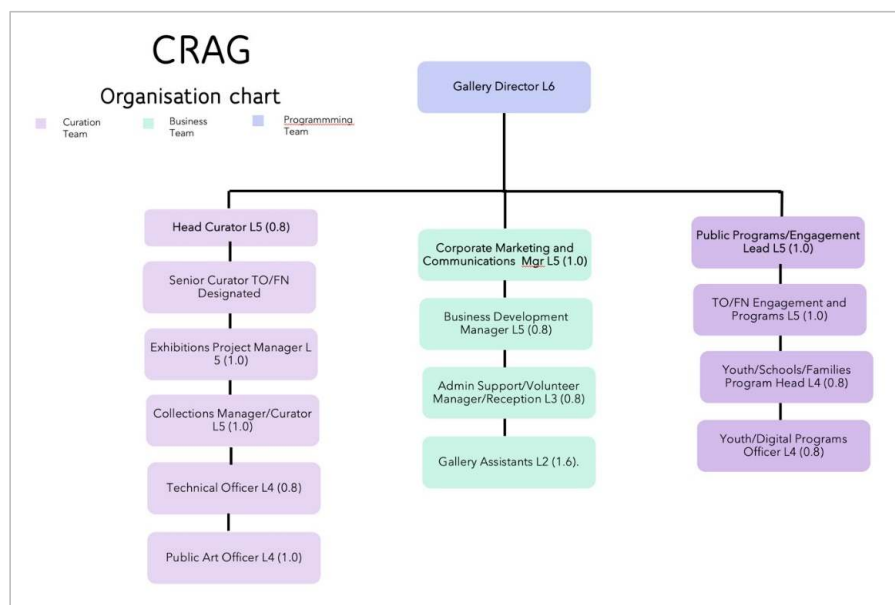 CRAG
Organisation chart
Curation
Team
Business
Team
Programmming
Team
Gallery Director L6
Head Curator L5 (0.8)
Senior Curator TO/FN
Designated
Exhibitions Project Manager L
5 (1.0)
Collections Manager/Curator
L5 (1.0)
Technical Officer L4 (0.8)
Public Art Officer L4 (1.0)
Corporate Marketing and
Communications Mgr L5 (1.0)
Business Development
Manager L5 (0.8)
Admin Support/Volunteer
Manager/Reception L3 (0.8)
Gallery Assistants L2 (1.6).
Public Programs/Engagement
Lead L5 (1.0)
TO/FN Engagement and
Programs L5 (1.0)
Youth/Schools/Families
Program Head L4 (0.8)
Youth/Digital Programs
Officer L4 (0.8)